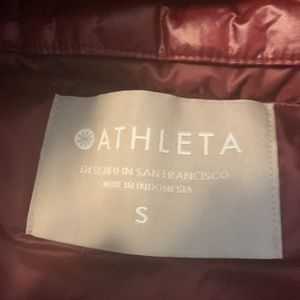 ATHLETA
DESIGNED IN SAN FRANCISCO
MADE IN INDONESIA
S